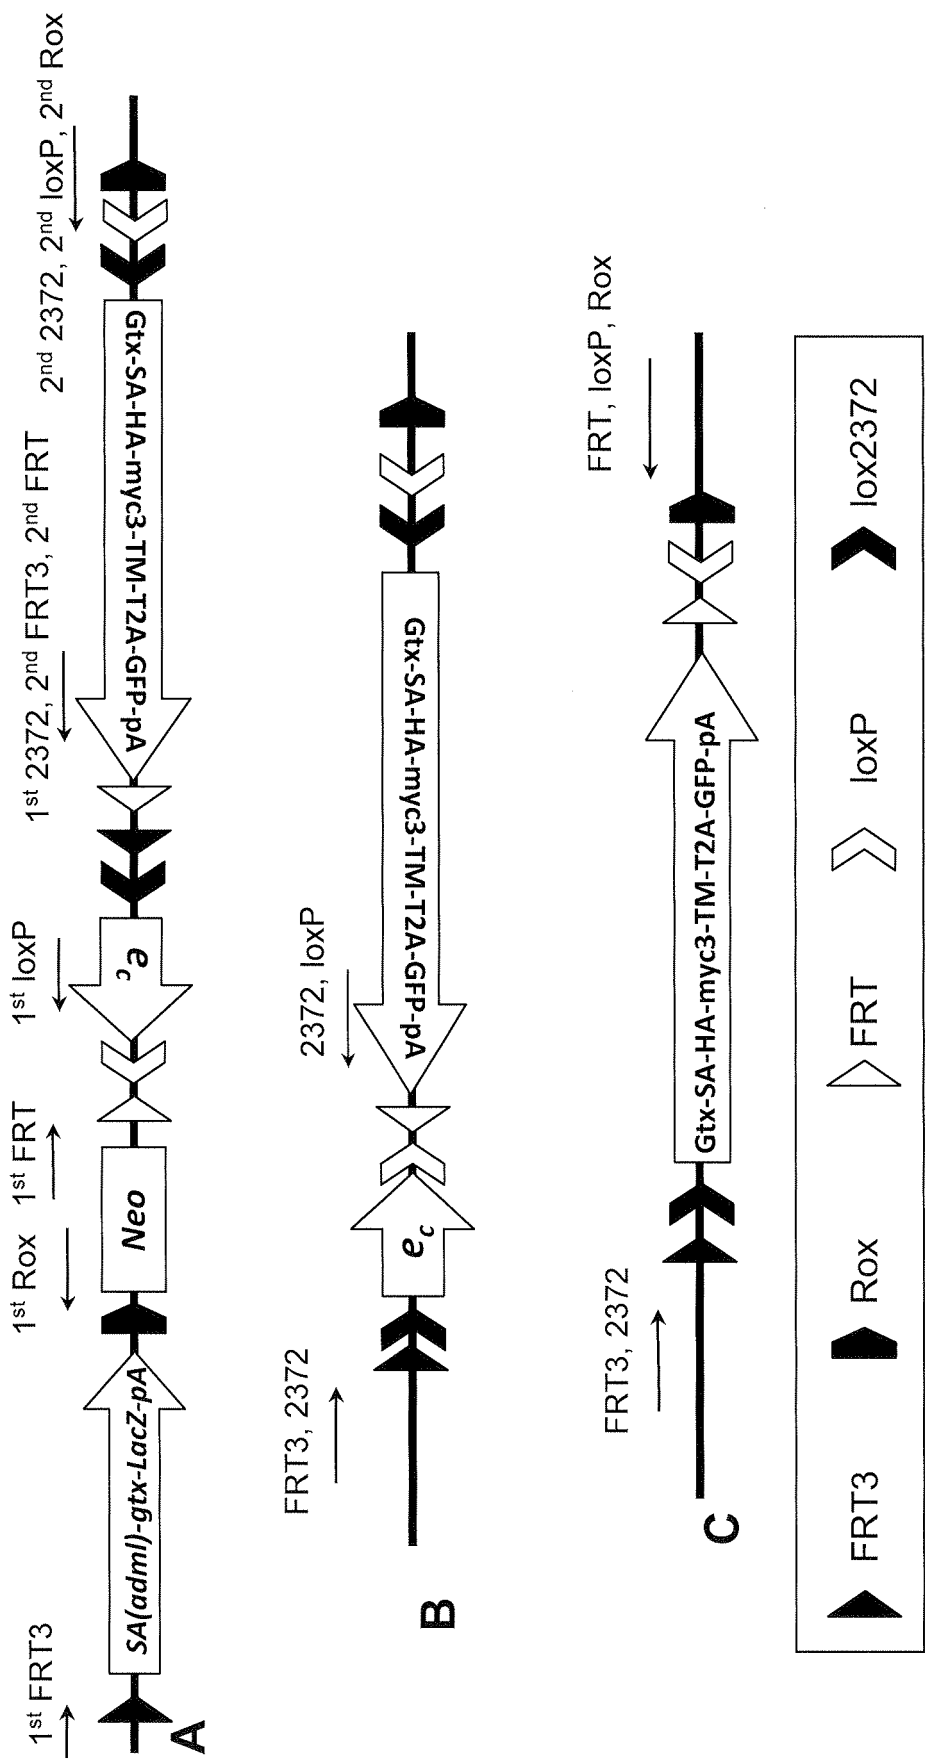 1st FRT3
1st Rox
1st FRT
1st loxP
1st 2372, 2nd FRT3, 2nd FRT
2nd 2372, 2nd loxP, 2nd Rox
SA(adml)-gtx-LacZ-pA
Neo
ec
Gtx-SA-HA-myc3-TM-T2A-GFP-pA
A
FRT3, 2372
2372, loxP
ec
Gtx-SA-HA-myc3-TM-T2A-GFP-pA
B
FRT3, 2372
FRT, loxP, Rox
Gtx-SA-HA-myc3-TM-T2A-GFP-pA
C
FRT3
Rox
FRT
loxP
lox2372